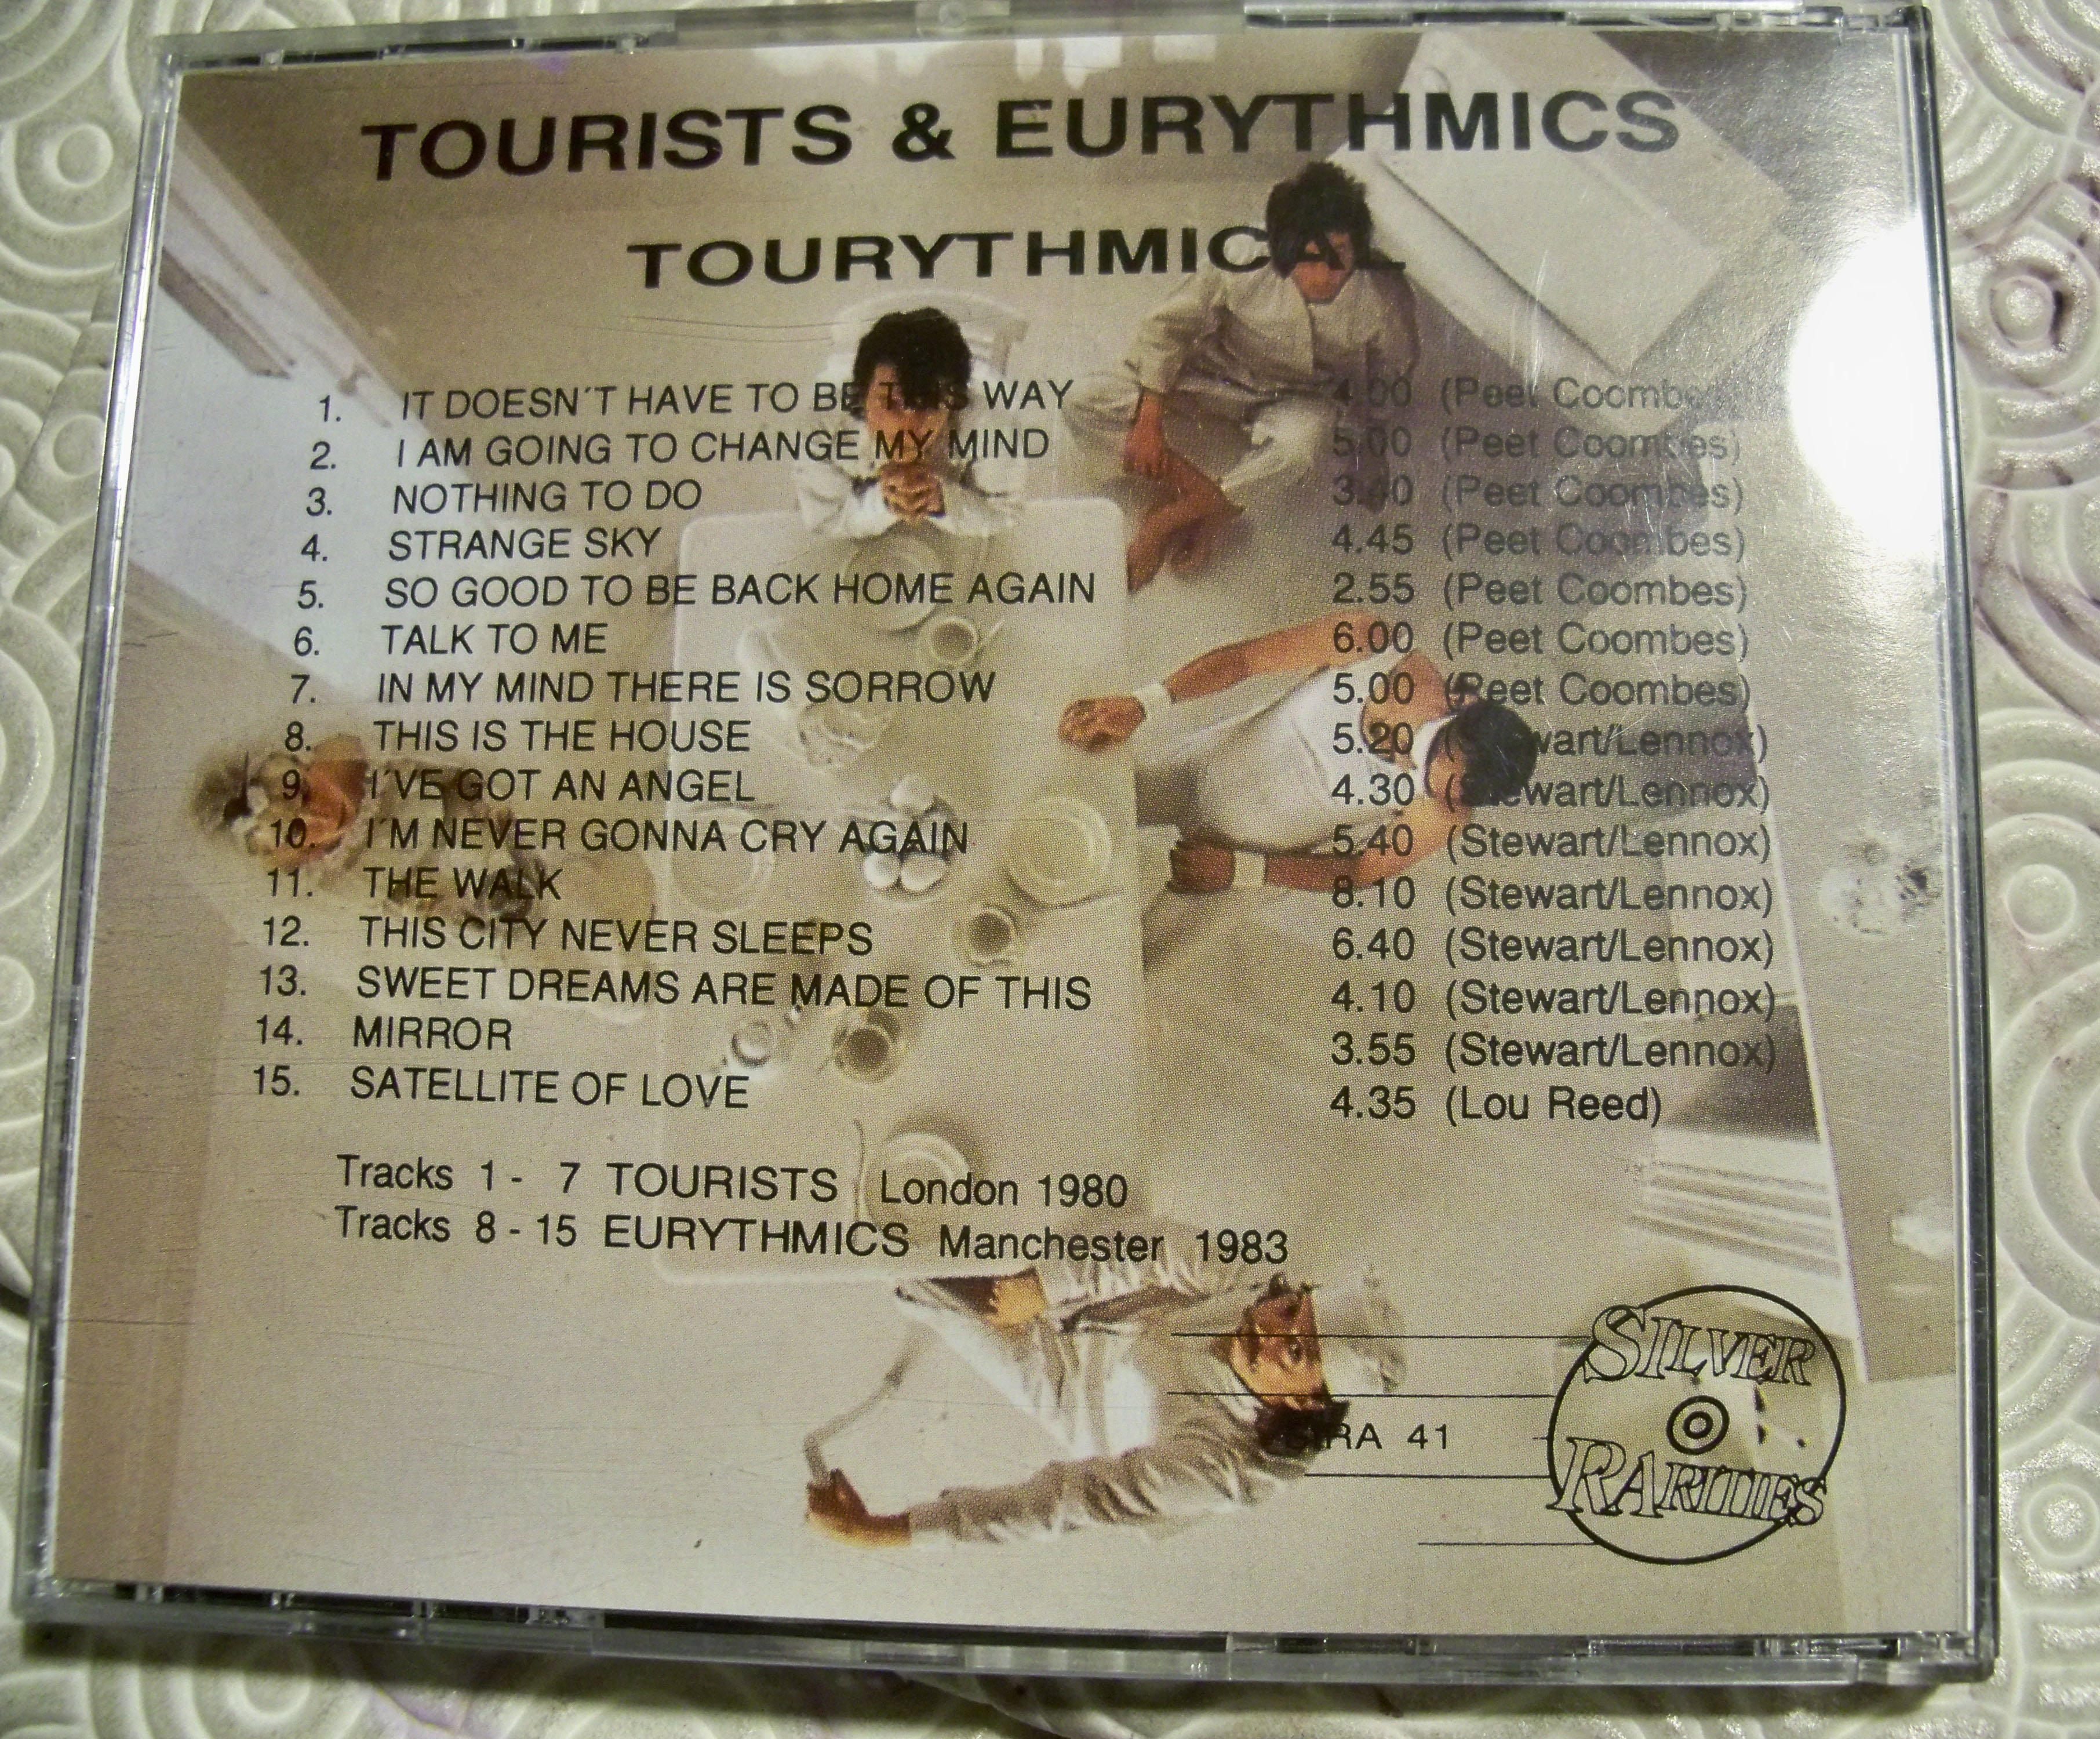 TOURISTS & EURYTHMICS
TOURYTHMICAL
1. IT DOESN´T HAVE TO BE THIS WAY 4.00 (Peet Coombes)
2. I AM GOING TO CHANGE MY MIND 5.00 (Peet Coombes)
3. NOTHING TO DO 3.40 (Peet Coombes)
4. STRANGE SKY 4.45 (Peet Coombes)
5. SO GOOD TO BE BACK HOME AGAIN 2.55 (Peet Coombes)
6. TALK TO ME 6.00 (Peet Coombes)
7. IN MY MIND THERE IS SORROW 5.00 (Peet Coombes)
8. THIS IS THE HOUSE 5.20 (Stewart/Lennox)
9. I´VE GOT AN ANGEL 4.30 (Stewart/Lennox)
10. I´M NEVER GONNA CRY AGAIN 5.40 (Stewart/Lennox)
11. THE WALK 8.10 (Stewart/Lennox)
12. THIS CITY NEVER SLEEPS 6.40 (Stewart/Lennox)
13. SWEET DREAMS ARE MADE OF THIS 4.10 (Stewart/Lennox)
14. MIRROR 3.55 (Stewart/Lennox)
15. SATELLITE OF LOVE 4.35 (Lou Reed)
Tracks 1 - 7 TOURISTS London 1980
Tracks 8 - 15 EURYTHMICS Manchester 1983
SILVER
SIRA 41
RARITIES